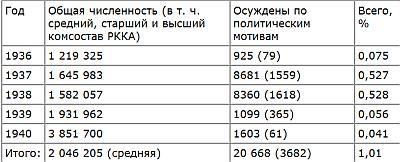 Год Общая численность (в т. ч. Осуждены по Всего,
средний, старший и высший политическим %
комсостав РККА) мотивам
1936 1 219 325 925 (79) 0,075
1937 1 645 983 8681 (1559) 0,527
1938 1 582 057 8360 (1618) 0,528
1939 1 931 962 1099 (365) 0,056
1940 3 851 700 1603 (61) 0,041
Итого: 2 046 205 (средняя) 20 668 (3682) 1,01